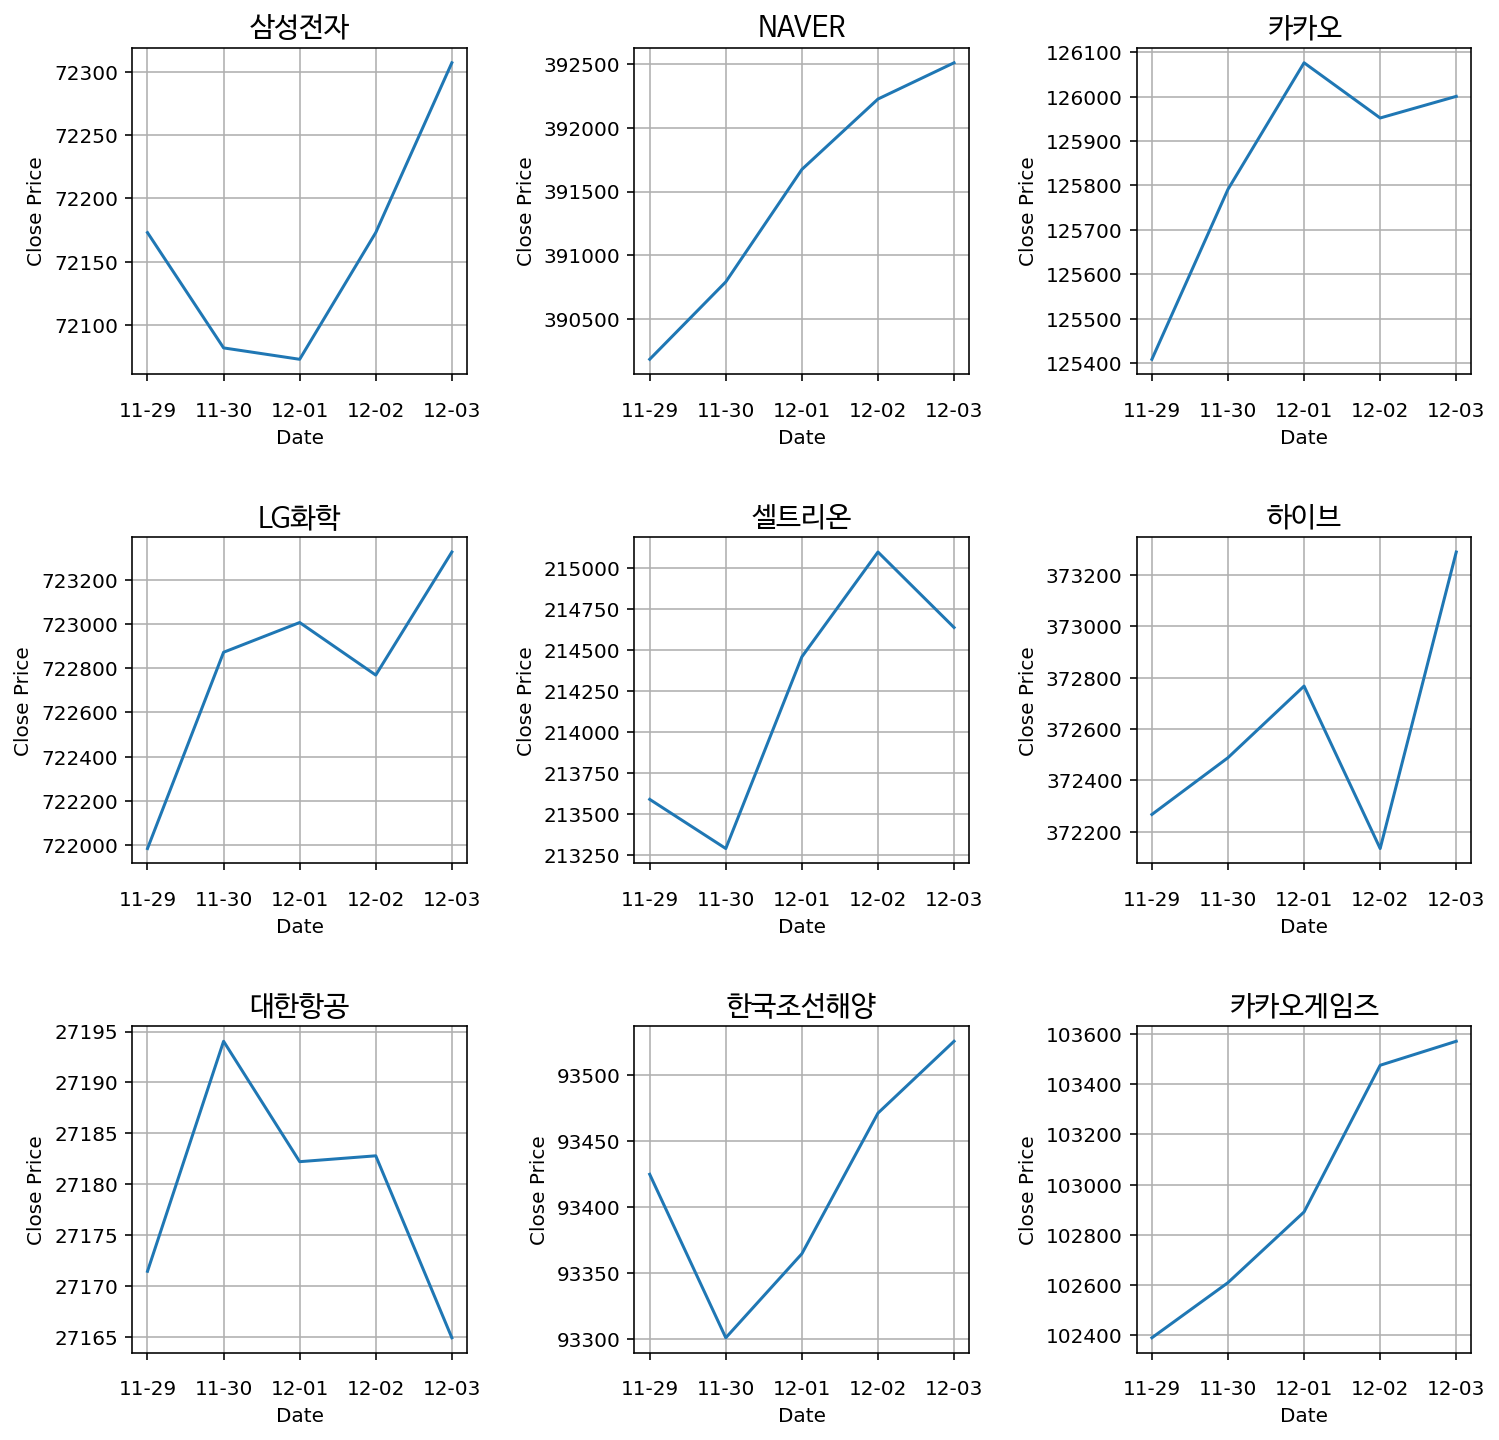 삼성전자
72300
72250
72200
72150
72100
Close Price
11-29 11-30 12-01 12-02 12-03
Date
NAVER
392500
392000
391500
391000
390500
Close Price
11-29 11-30 12-01 12-02 12-03
Date
카카오
126100
126000
125900
125800
125700
125600
125500
125400
Close Price
11-29 11-30 12-01 12-02 12-03
Date
LG화학
723200
723000
722800
722600
722400
722200
722000
Close Price
11-29 11-30 12-01 12-02 12-03
Date
셀트리온
215000
214750
214500
214250
214000
213750
213500
213250
Close Price
11-29 11-30 12-01 12-02 12-03
Date
하이브
373200
373000
372800
372600
372400
372200
Close Price
11-29 11-30 12-01 12-02 12-03
Date
대한항공
27195
27190
27185
27180
27175
27170
27165
Close Price
11-29 11-30 12-01 12-02 12-03
Date
한국조선해양
93500
93450
93400
93350
93300
Close Price
11-29 11-30 12-01 12-02 12-03
Date
카카오게임즈
103600
103400
103200
103000
102800
102600
102400
Close Price
11-29 11-30 12-01 12-02 12-03
Date